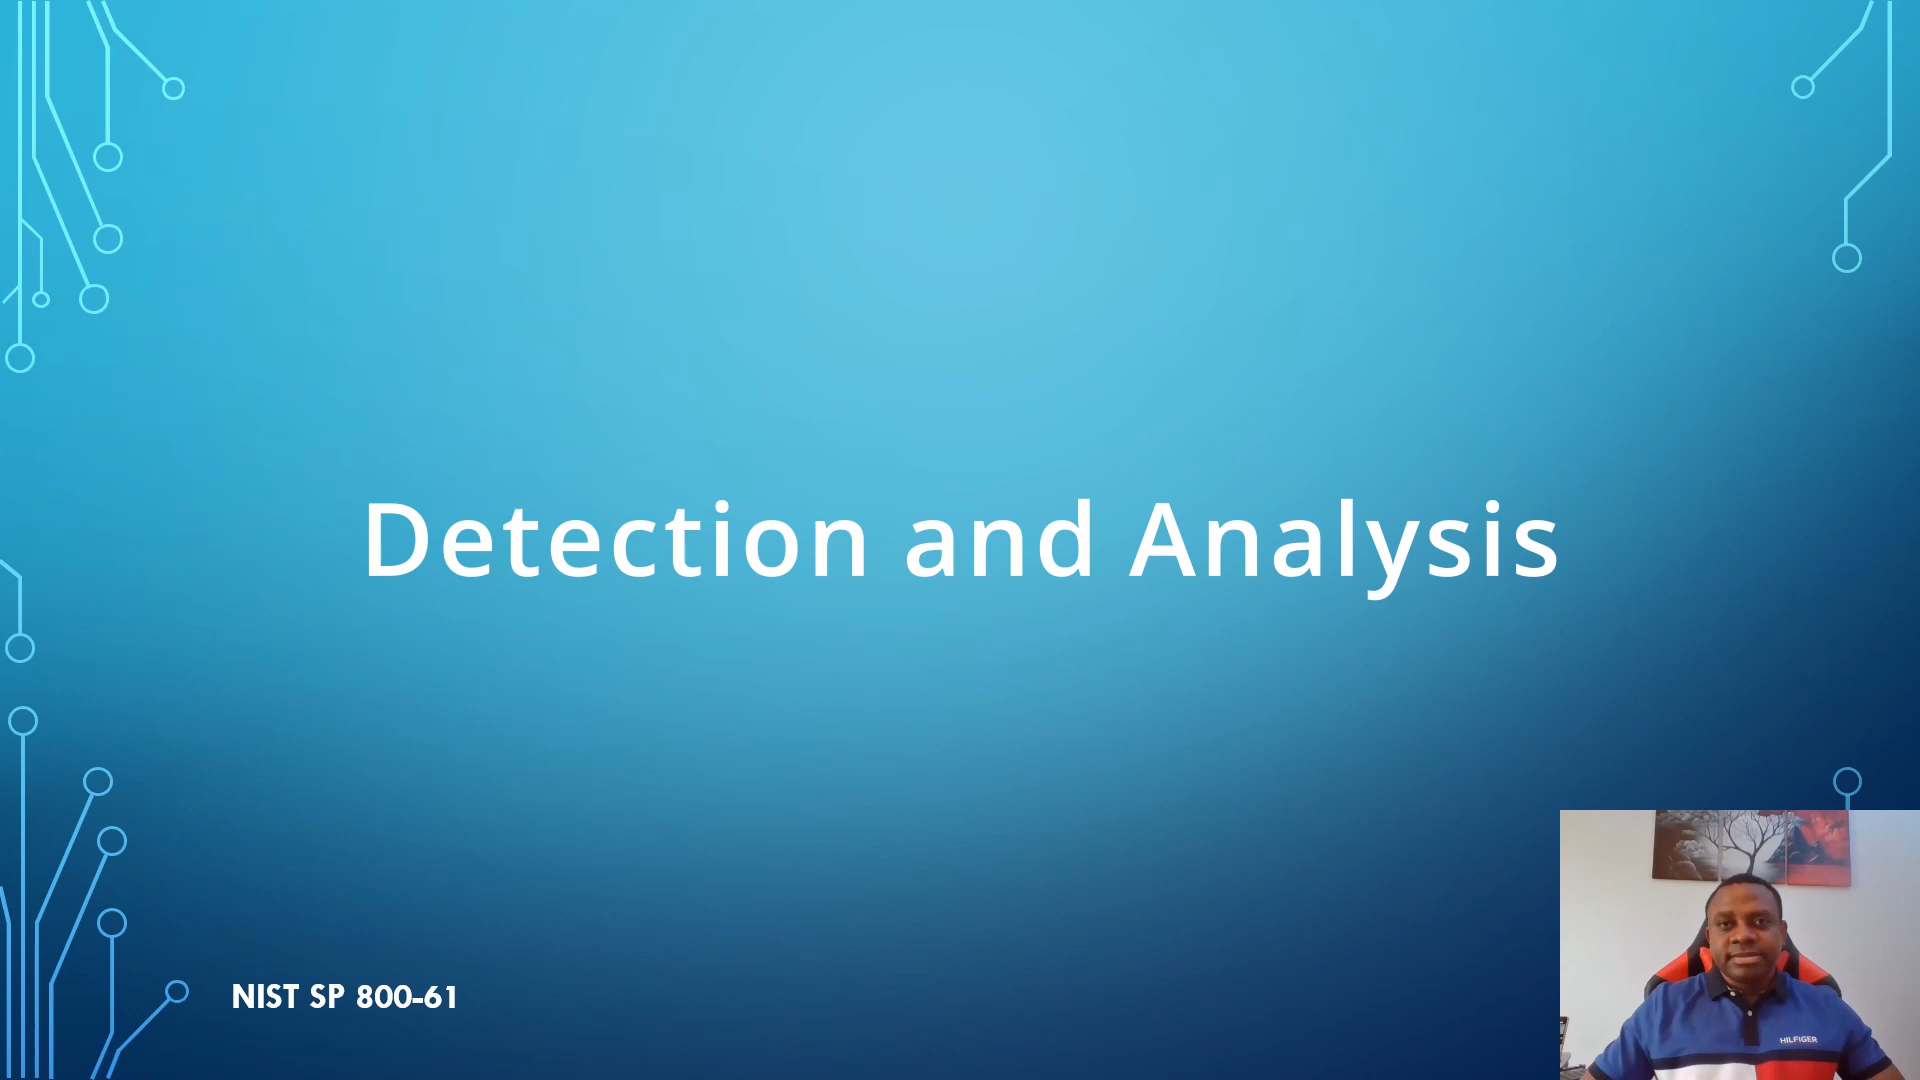 Detection and Analysis
NIST SP 800-61
HILFIGER